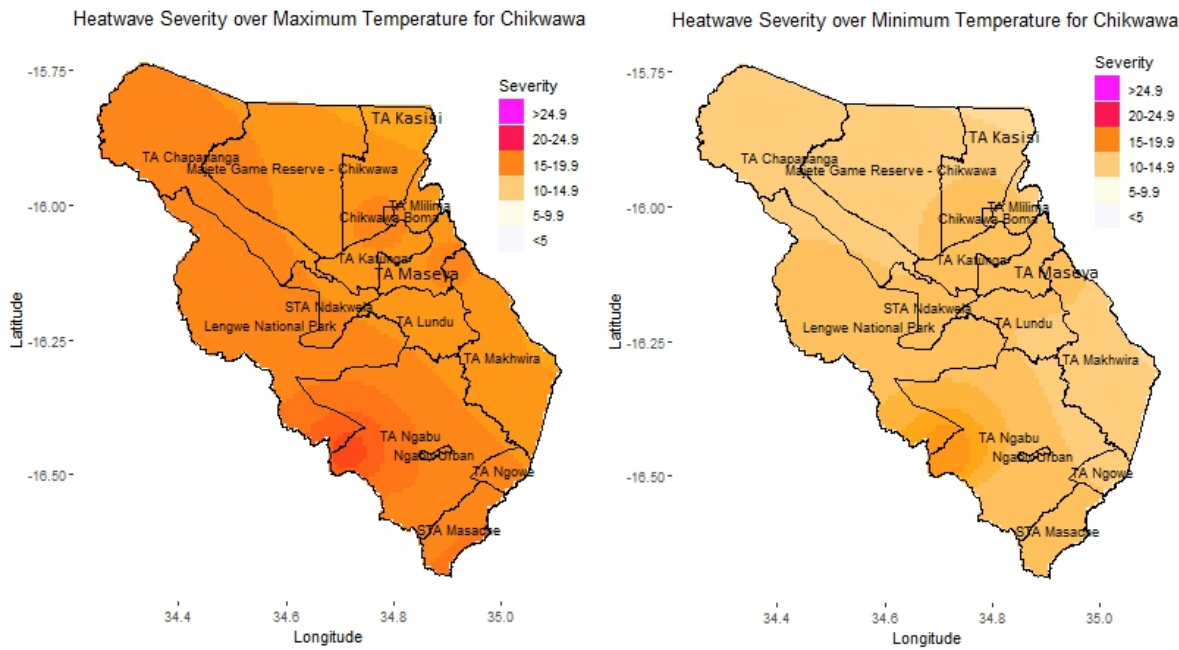 Heatwave Severity over Maximum Temperature for Chikwawa
-15.75
-16.00
-16.25
-16.50
Latitude
34.4
34.6
34.8
35.0
Longitude
Severity
>24.9
20-24.9
15-19.9
10-14.9
5-9.9
<5
TA Kasisi
TA Chapananga
Majete Game Reserve - Chikwawa
TA Mlilima
Chikwawa Boma
TA Katunga
TA Maseya
STA Ndakwela
Lengwe National Park
TA Lundu
TA Makhwira
TA Ngabu
Ngabu Urban
TA Ngowe
STA Masache
Heatwave Severity over Minimum Temperature for Chikwawa
-15.75
-16.00
-16.25
-16.50
Latitude
34.4
34.6
34.8
35.0
Longitude
Severity
>24.9
20-24.9
15-19.9
10-14.9
5-9.9
<5
TA Kasisi
TA Chapananga
Majete Game Reserve - Chikwawa
TA Mlilima
Chikwawa Boma
TA Katunga
TA Maseya
STA Ndakwela
Lengwe National Park
TA Lundu
TA Makhwira
TA Ngabu
Ngabu Urban
TA Ngowe
STA Masache